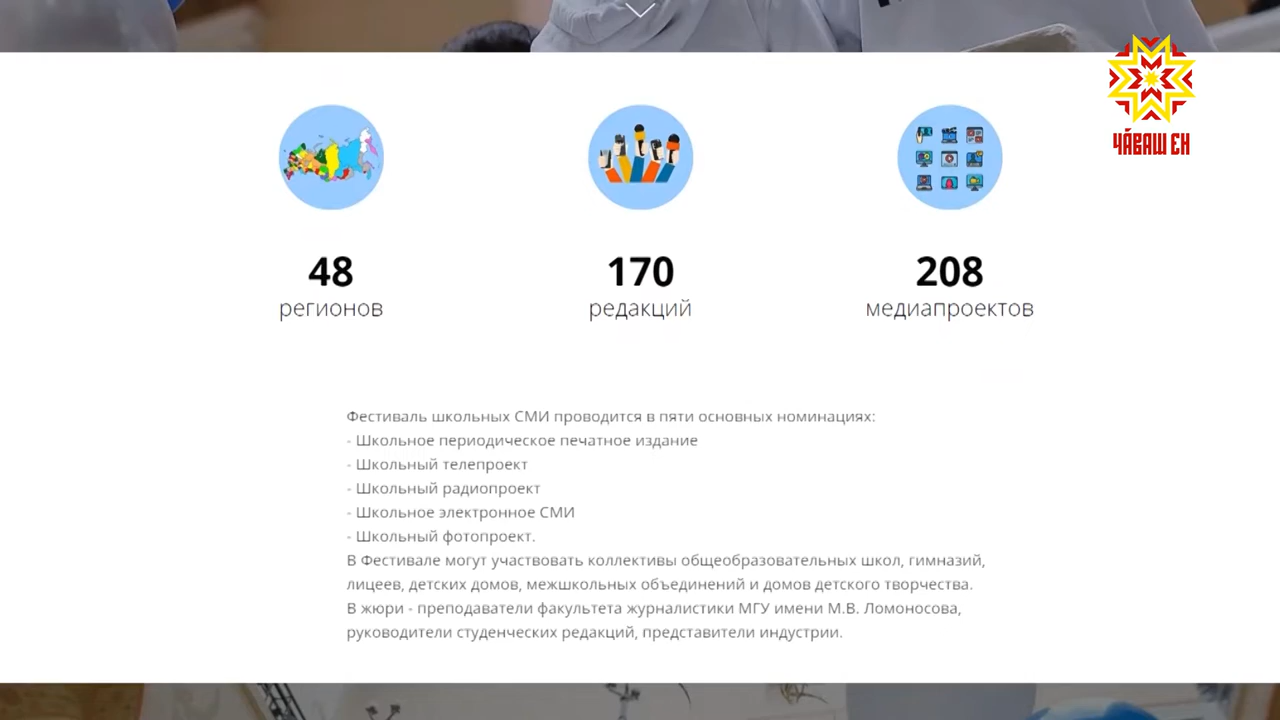 ЧӐВАШ ЕН
48
регионов
170
редакций
208
медиапроектов
Фестиваль школьных СМИ проводится в пяти основных номинациях:
- Школьное периодическое печатное издание
- Школьный телепроект
- Школьный радиопроект
- Школьное электронное СМИ
- Школьный фотопроект.
В Фестивале могут участвовать коллективы общеобразовательных школ, гимназий,
лицеев, детских домов, межшкольных объединений и домов детского творчества.
В жюри - преподаватели факультета журналистики МГУ имени М.В. Ломоносова,
руководители студенческих редакций, представители индустрии.